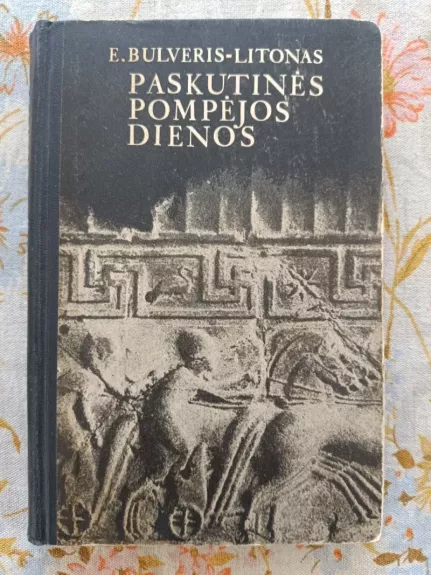 E. BULVERIS-LITONAS
PASKUTINĖS
POMPĖJOS
DIENOS